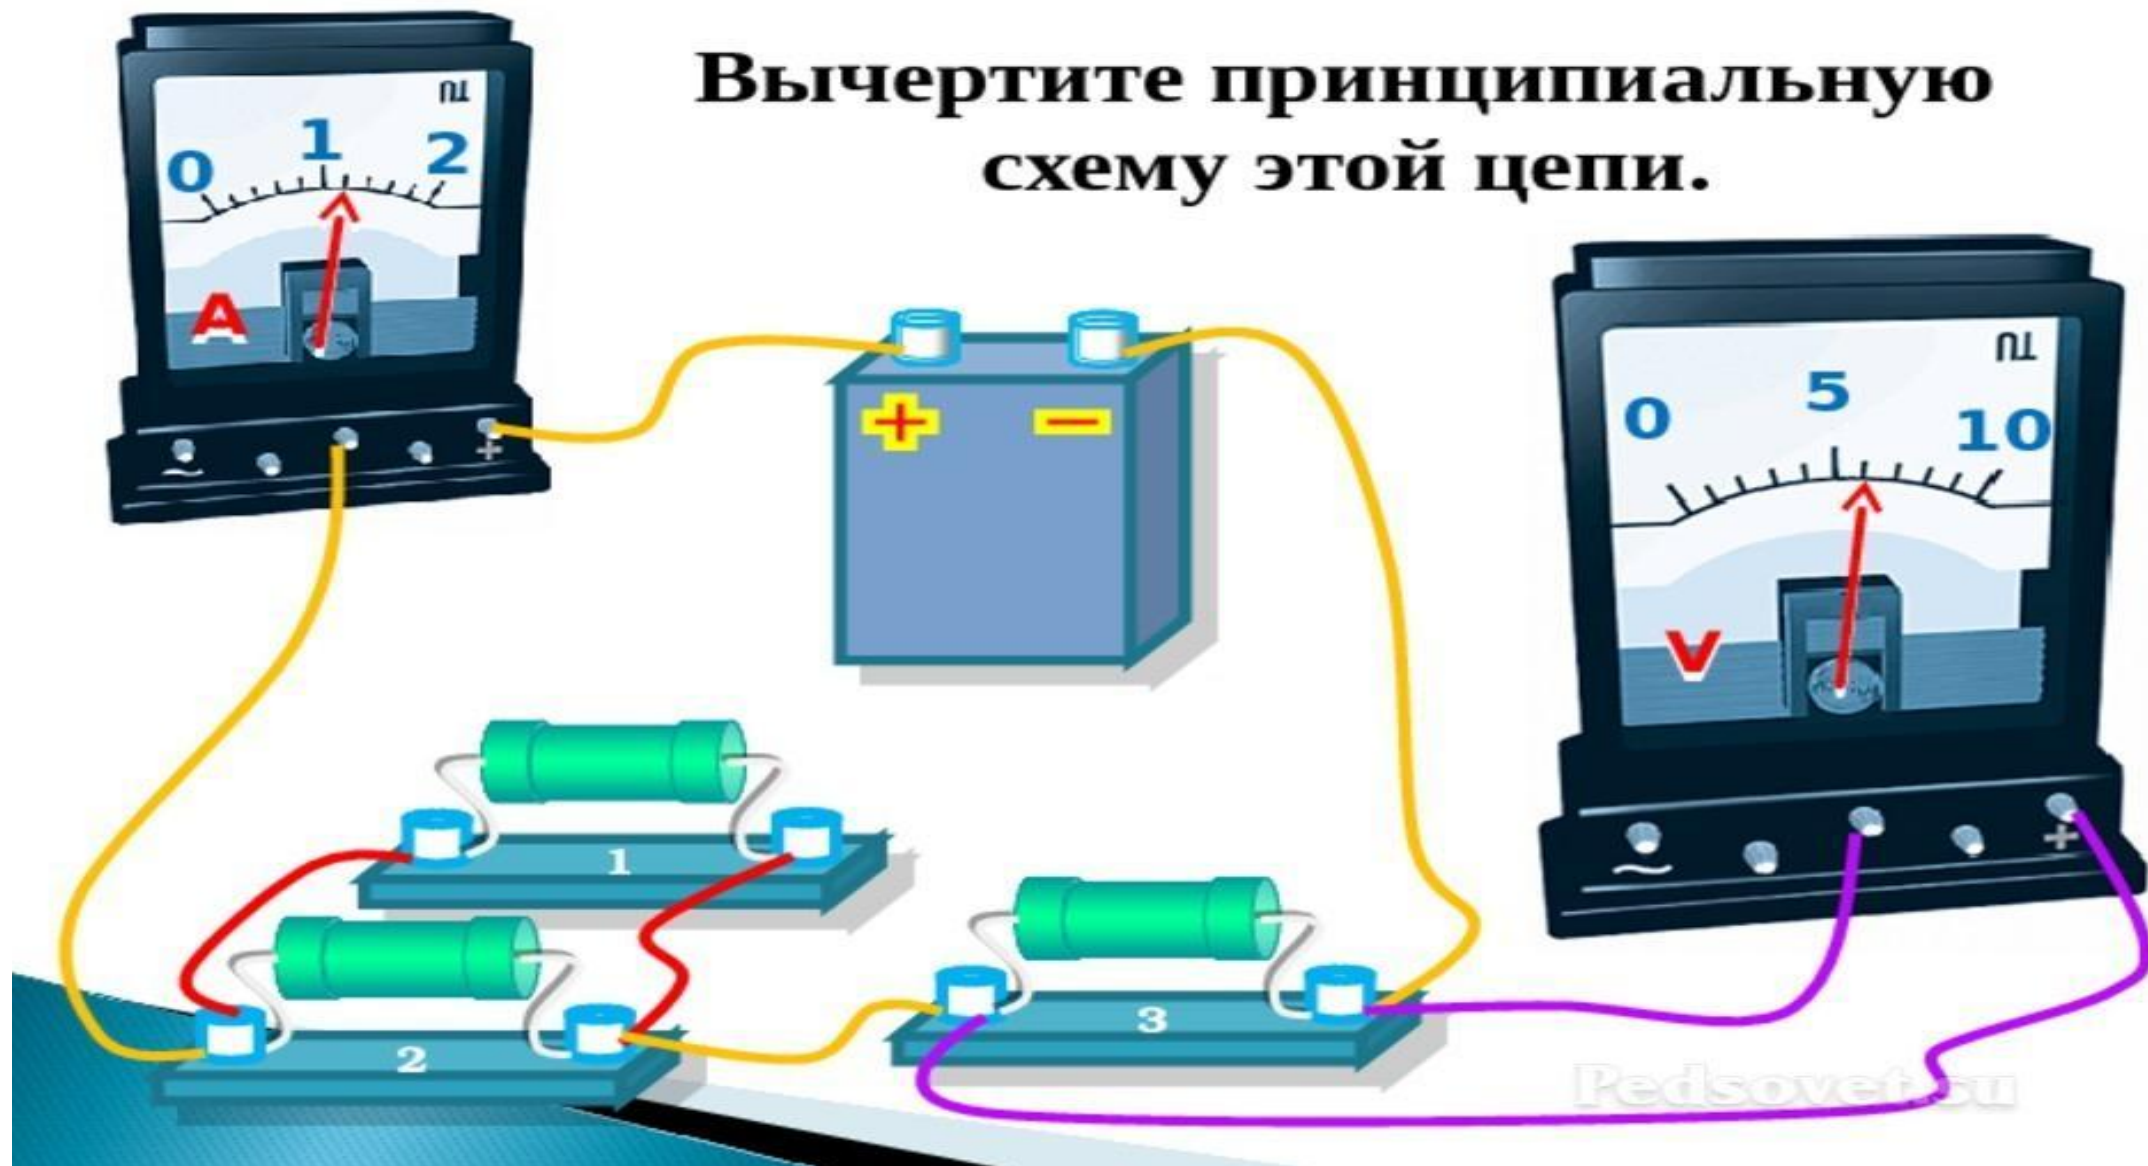 Вычертите принципиальную
схему этой цепи.
0 1 2
A
~ +
+ −
0 5 10
V
~ +
1
2
3
Pedsovet.su